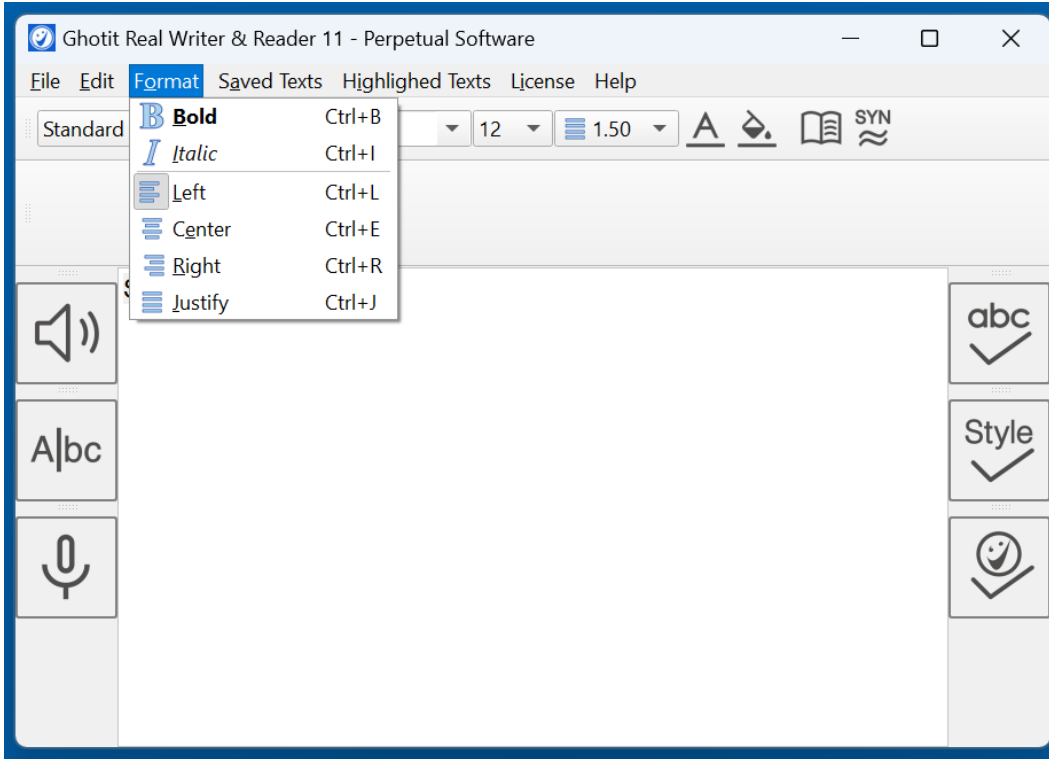 Ghotit Real Writer & Reader 11 - Perpetual Software
File Edit Format Saved Texts Highlighed Texts License Help
Standard 12 1.50 A SYN
B Bold Ctrl+B
I Italic Ctrl+I
Left Ctrl+L
Center Ctrl+E
Right Ctrl+R
Justify Ctrl+J
abc
A|bc
Style